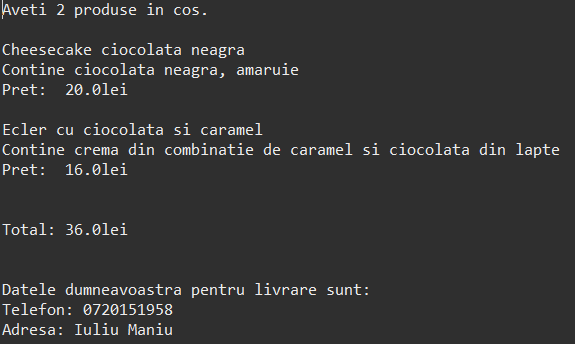 Aveti 2 produse in cos.
Cheesecake ciocolata neagra
Contine ciocolata neagra, amaruie
Pret:  20.0lei
Ecler cu ciocolata si caramel
Contine crema din combinatie de caramel si ciocolata din lapte
Pret:  16.0lei
Total: 36.0lei
Datele dumneavoastra pentru livrare sunt:
Telefon: 0720151958
Adresa: Iuliu Maniu